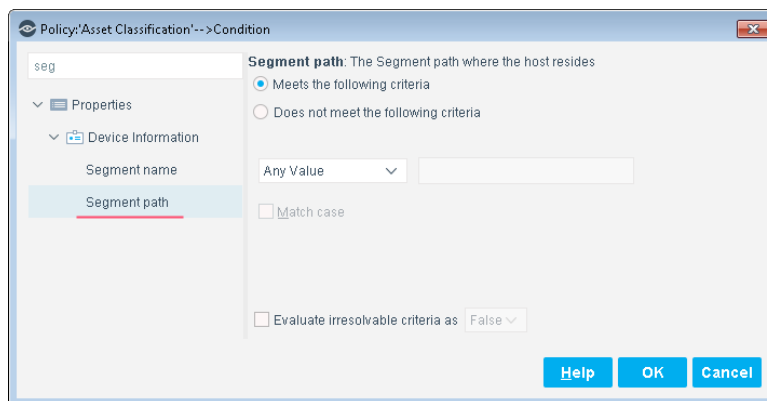 Policy:'Asset Classification'-->Condition
seg
Segment path: The Segment path where the host resides
Meets the following criteria
Properties
Does not meet the following criteria
Device Information
Segment name
Any Value
Segment path
Match case
Evaluate irresolvable criteria as False
Help OK Cancel